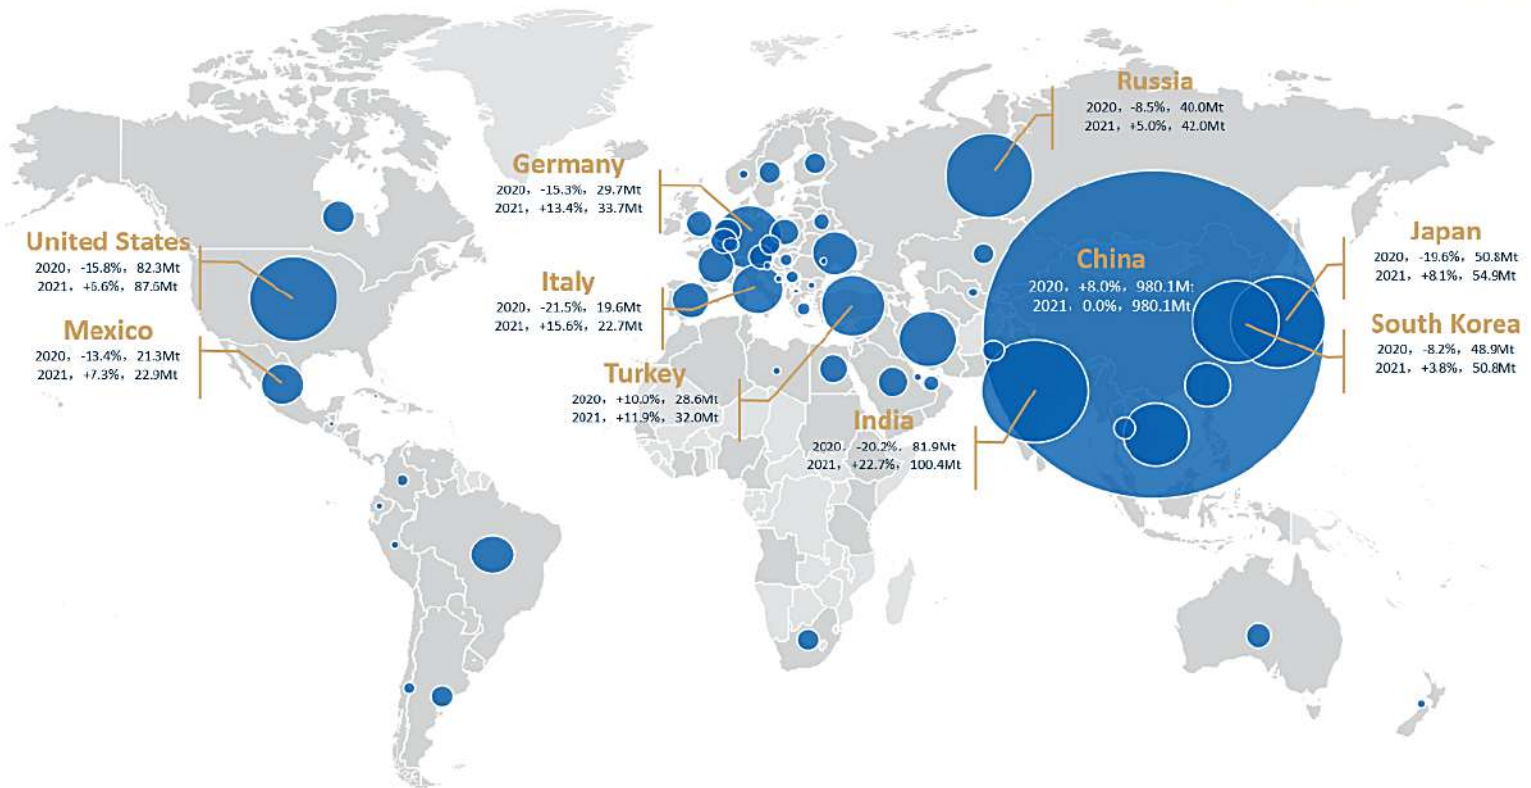 Russia
2020, -8.5%, 40.0Mt
2021, +5.0%, 42.0Mt
Germany
2020, -15.3%, 29.7Mt
2021, +13.4%, 33.7Mt
United States
2020, -15.8%, 82.3Mt
2021, +6.6%, 87.6Mt
Japan
2020, -19.6%, 50.8Mt
2021, +8.1%, 54.9Mt
China
2020, +8.0%, 980.1Mt
2021, 0.0%, 980.1Mt
Italy
2020, -21.5%, 19.6Mt
2021, +15.6%, 22.7Mt
Mexico
2020, -13.4%, 21.3Mt
2021, +7.3%, 22.9Mt
South Korea
2020, -8.2%, 48.9Mt
2021, +3.8%, 50.8Mt
Turkey
2020, +10.0%, 28.6Mt
2021, +11.9%, 32.0Mt
India
2020, -20.2%, 81.9Mt
2021, +22.7%, 100.4Mt